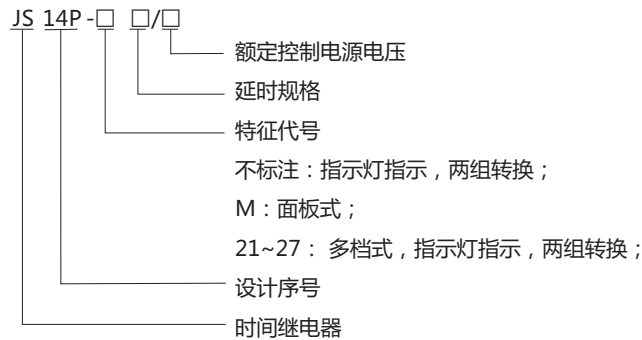 JS 14P-□ □/□
额定控制电源电压
延时规格
特征代号
不标注：指示灯指示，两组转换；
M：面板式；
21~27： 多档式，指示灯指示，两组转换；
设计序号
时间继电器